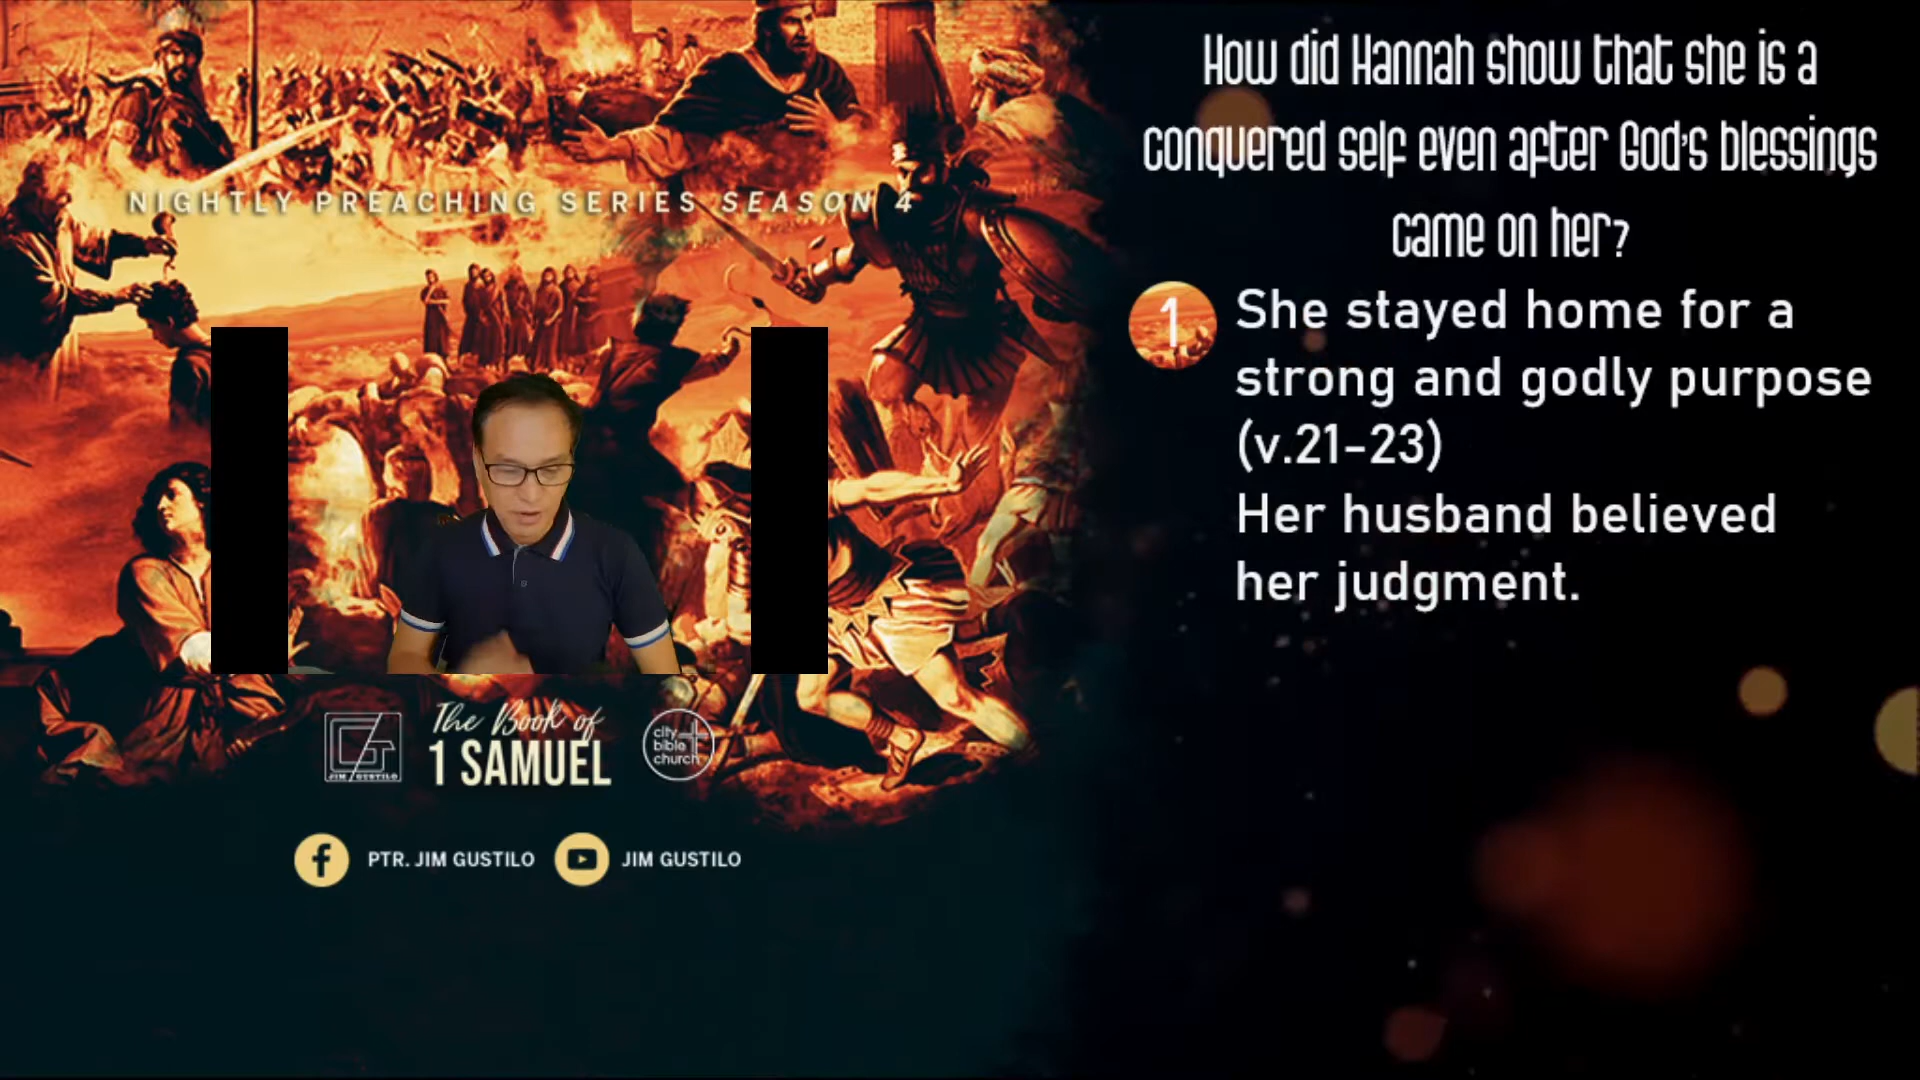 NIGHTLY PREACHING SERIES SEASON 4
JIM GUSTILO
The Book of
1 SAMUEL
city
bible
church
PTR. JIM GUSTILO
JIM GUSTILO
How did Hannah show that she is a
conquered self even after God's blessings
came on her?
1
She stayed home for a
strong and godly purpose
(v.21-23)
Her husband believed
her judgment.